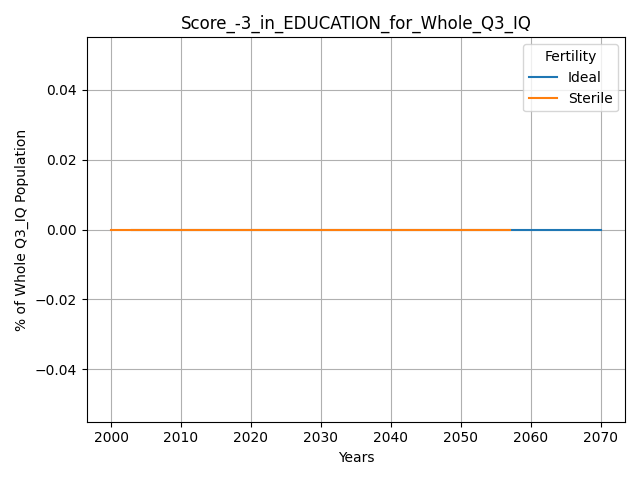 Score_-3_in_EDUCATION_for_Whole_Q3_IQ
% of Whole Q3_IQ Population
0.04
0.02
0.00
−0.02
−0.04
Fertility
Ideal
Sterile
2000 2010 2020 2030 2040 2050 2060 2070
Years